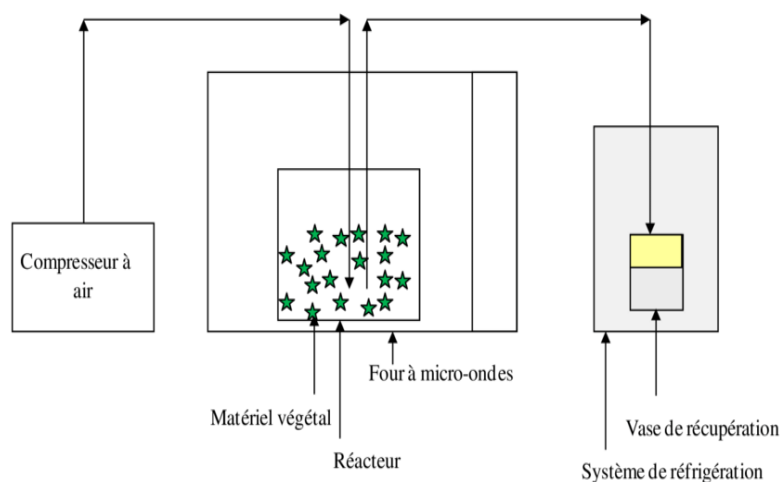 Compresseur à
air
Four à micro-ondes
Matériel végétal
Réacteur
Vase de récupération
Système de réfrigération